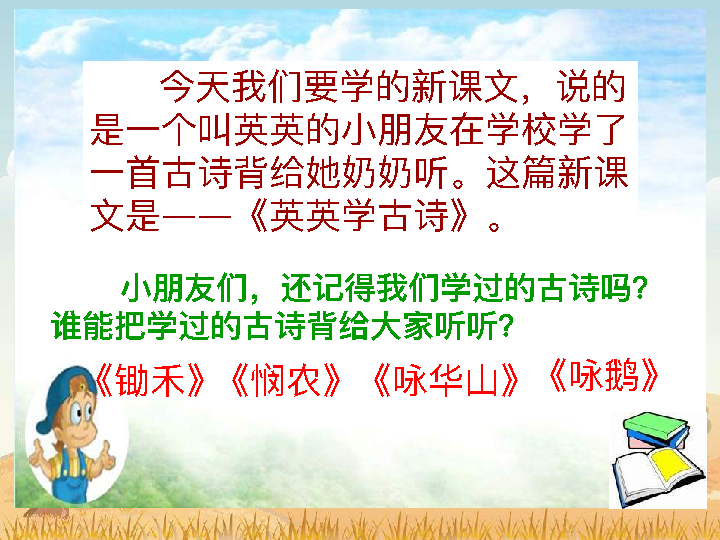 今天我们要学的新课文，说的
是一个叫英英的小朋友在学校学了
一首古诗背给她奶奶听。这篇新课
文是——《英英学古诗》。
小朋友们，还记得我们学过的古诗吗?
谁能把学过的古诗背给大家听听?
《锄禾》《悯农》《咏华山》《咏鹅》